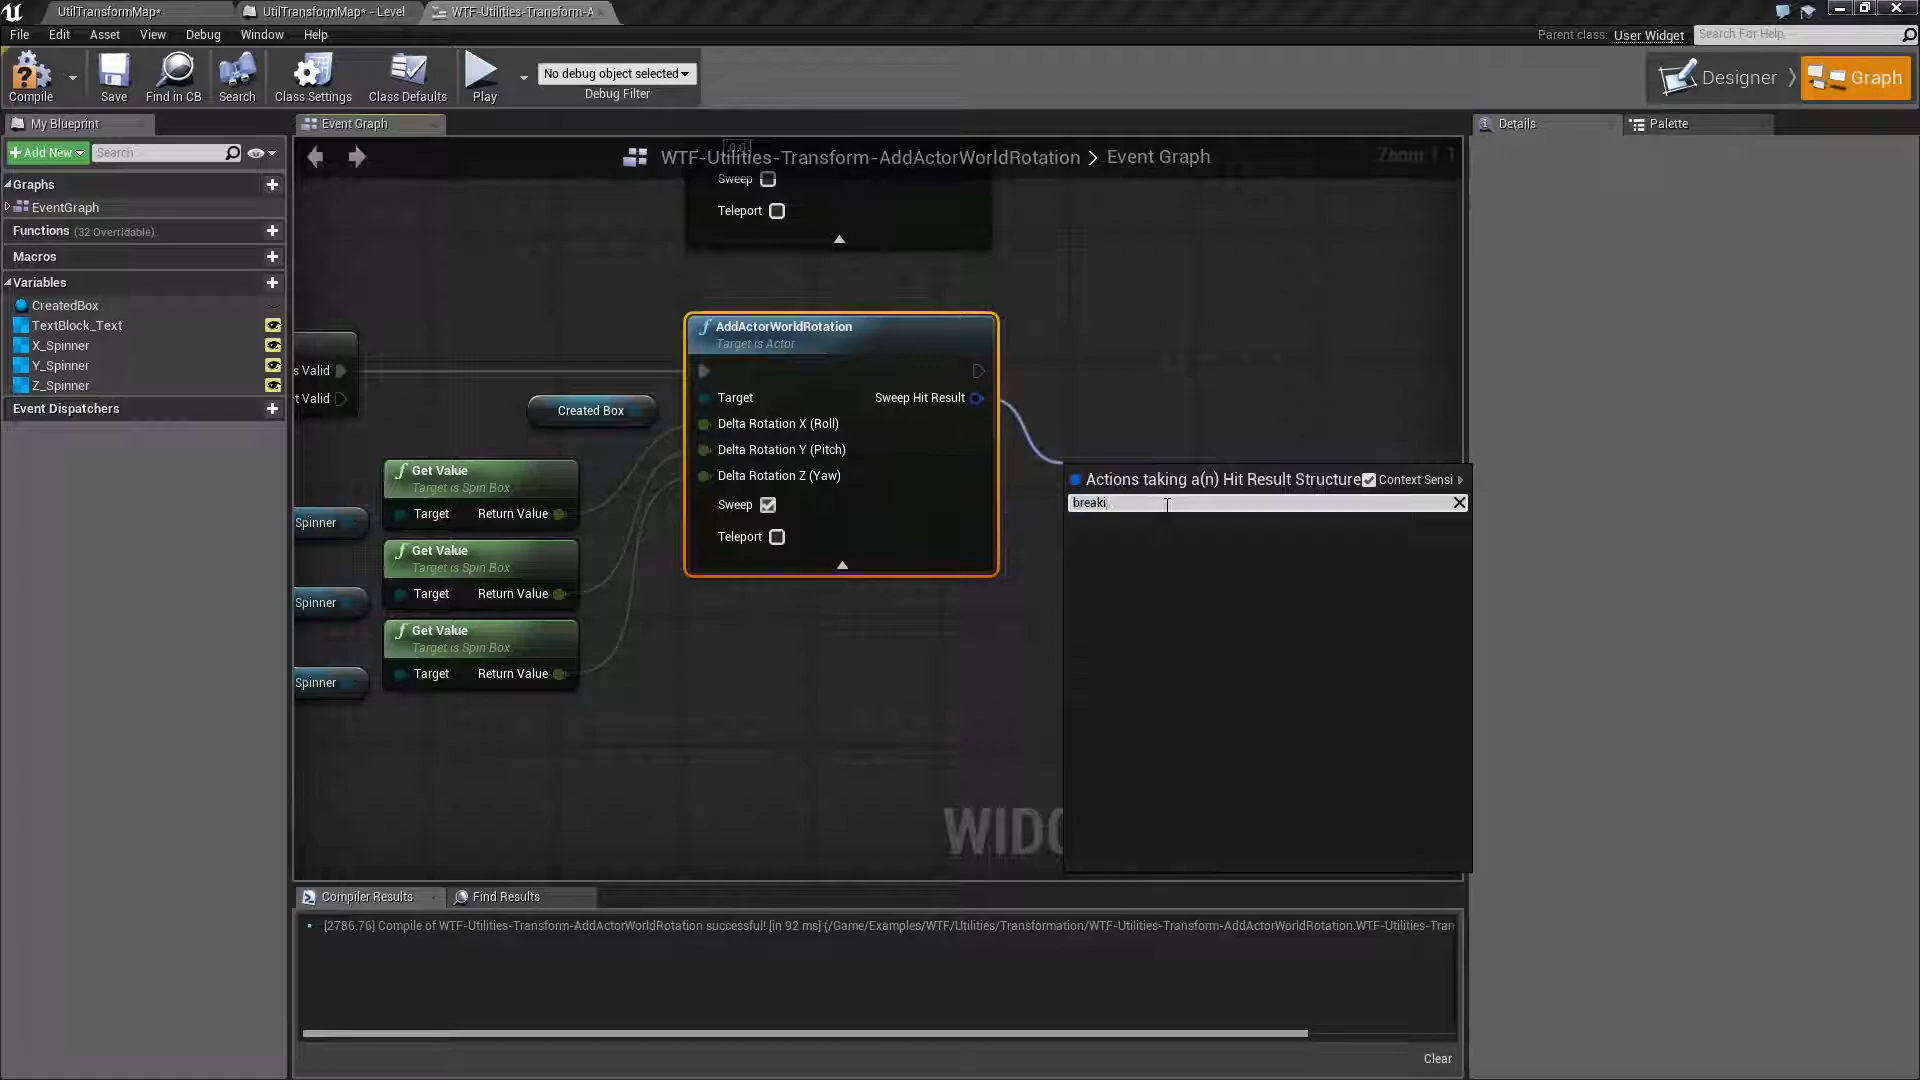 UtilTransformMap*
UtilTransformMap* - Level
WTF-Utilities-Transform-A
File Edit Asset View Debug Window Help
Parent class: User Widget
Search For Help
Compile
Save
Find in CB
Search
Class Settings
Class Defaults
Play
No debug object selected
Debug Filter
Designer
Graph
My Blueprint
Event Graph
Details
Palette
Add New
Search
WTF-Utilities-Transform-AddActorWorldRotation > Event Graph
Graphs
EventGraph
Functions (32 Overridable)
Macros
Variables
CreatedBox
TextBlock_Text
X_Spinner
Y_Spinner
Z_Spinner
Event Dispatchers
Sweep
Teleport
s Valid
t Valid
Created Box
AddActorWorldRotation
Target is Actor
Target
Sweep Hit Result
Delta Rotation X (Roll)
Delta Rotation Y (Pitch)
Delta Rotation Z (Yaw)
Sweep
Teleport
Get Value
Target is Spin Box
Spinner
Target Return Value
Get Value
Target is Spin Box
Spinner
Target Return Value
Get Value
Target is Spin Box
Spinner
Target Return Value
Actions taking a(n) Hit Result Structure
Context Sensi
breaki
WIDG
Compiler Results
Find Results
[2786.76] Compile of WTF-Utilities-Transform-AddActorWorldRotation successful! [in 92 ms] (/Game/Examples/WTF/Utilities/Transformation/WTF-Utilities-Transform-AddActorWorldRotation.WTF-Utilities-Tran
Clear